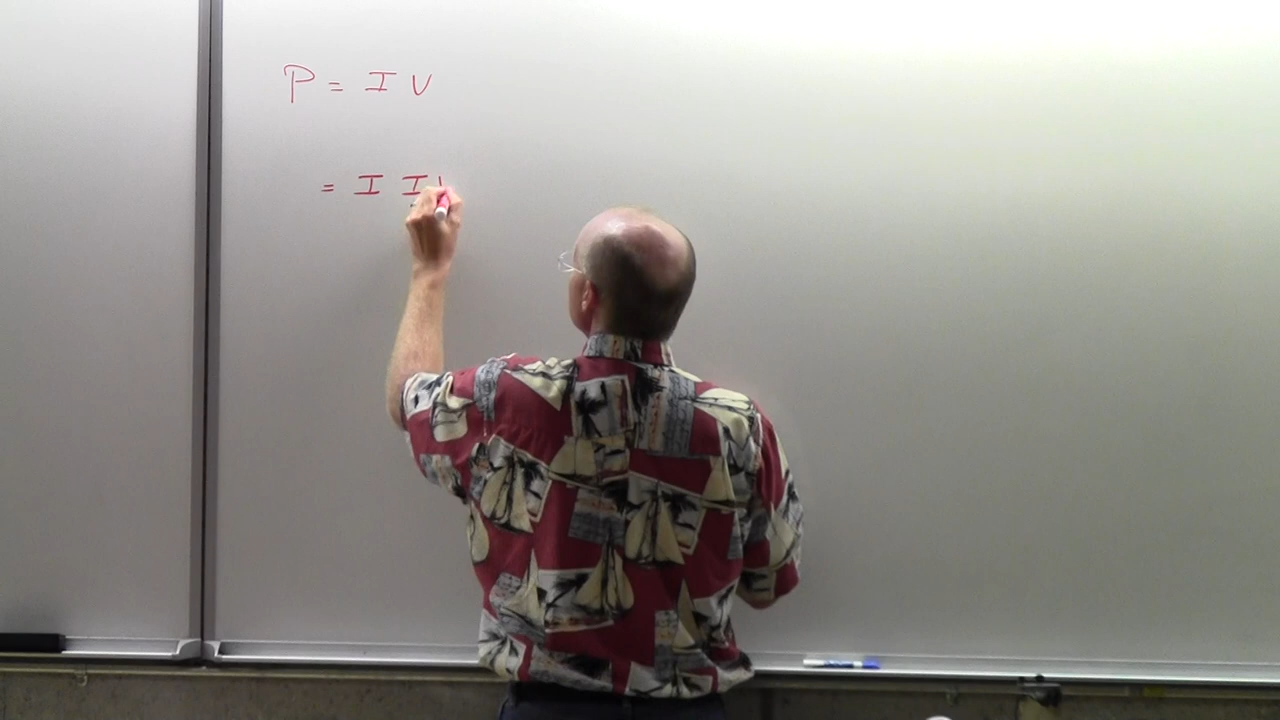 P = I V
= I I